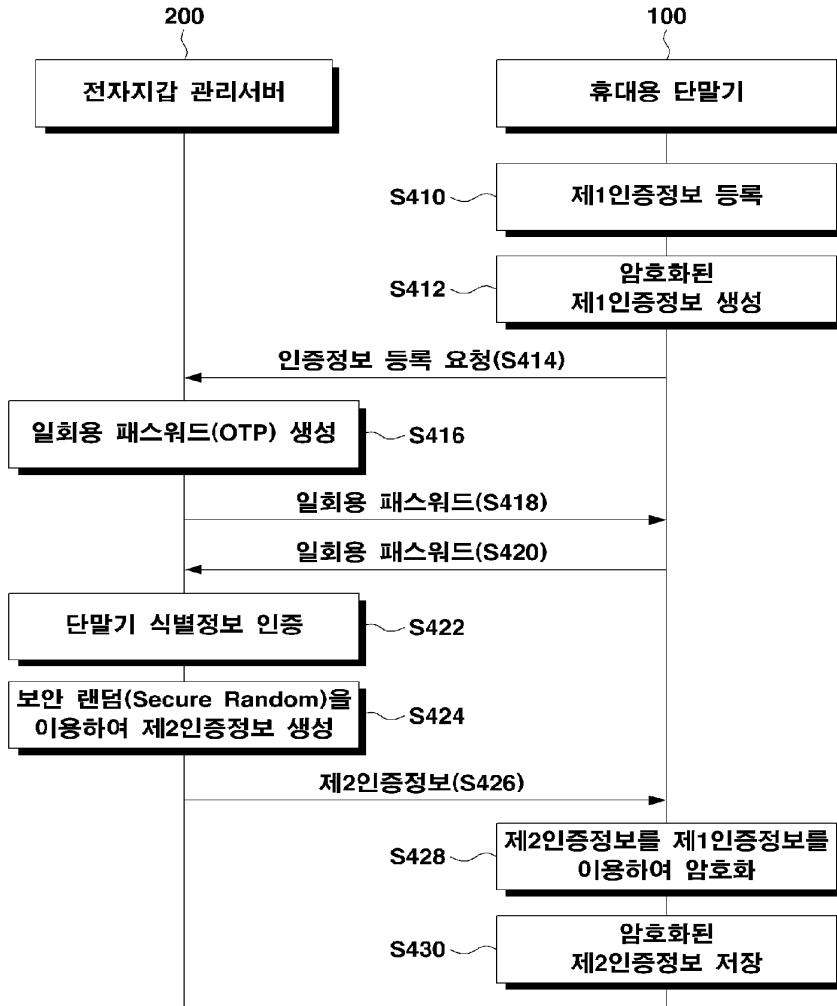 200
100
전자지갑 관리서버
휴대용 단말기
S410
제1인증정보 등록
S412
암호화된
제1인증정보 생성
인증정보 등록 요청(S414)
일회용 패스워드(OTP) 생성
S416
일회용 패스워드(S418)
일회용 패스워드(S420)
단말기 식별정보 인증
S422
보안 랜덤(Secure Random)을
이용하여 제2인증정보 생성
S424
제2인증정보(S426)
S428
제2인증정보를 제1인증정보를
이용하여 암호화
S430
암호화된
제2인증정보 저장